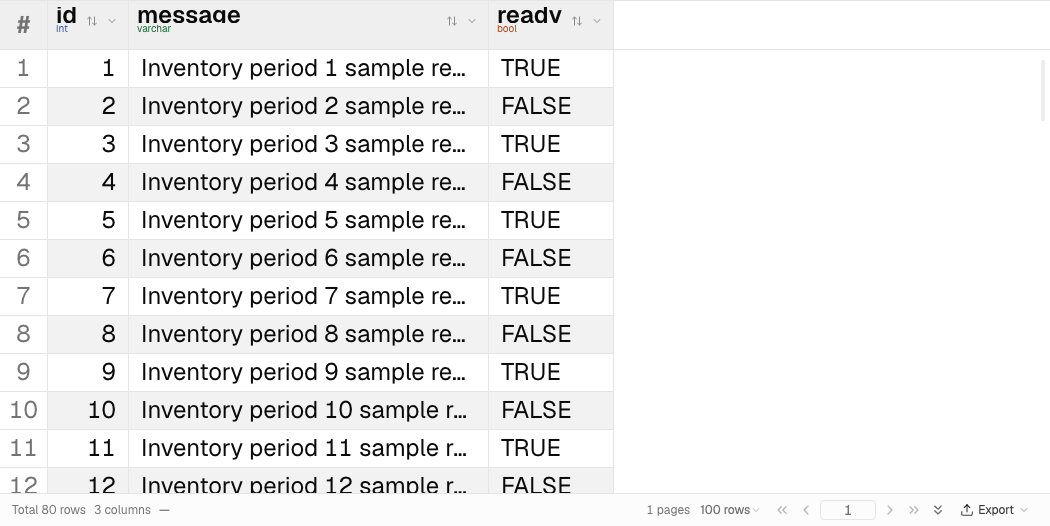 # id int message varchar ready bool
1 1 Inventory period 1 sample re… TRUE
2 2 Inventory period 2 sample re… FALSE
3 3 Inventory period 3 sample re… TRUE
4 4 Inventory period 4 sample re… FALSE
5 5 Inventory period 5 sample re… TRUE
6 6 Inventory period 6 sample re… FALSE
7 7 Inventory period 7 sample re… TRUE
8 8 Inventory period 8 sample re… FALSE
9 9 Inventory period 9 sample re… TRUE
10 10 Inventory period 10 sample r… FALSE
11 11 Inventory period 11 sample r… TRUE
12 12 Inventory period 12 sample r… FALSE
Total 80 rows 3 columns — 1 pages 100 rows 1 Export